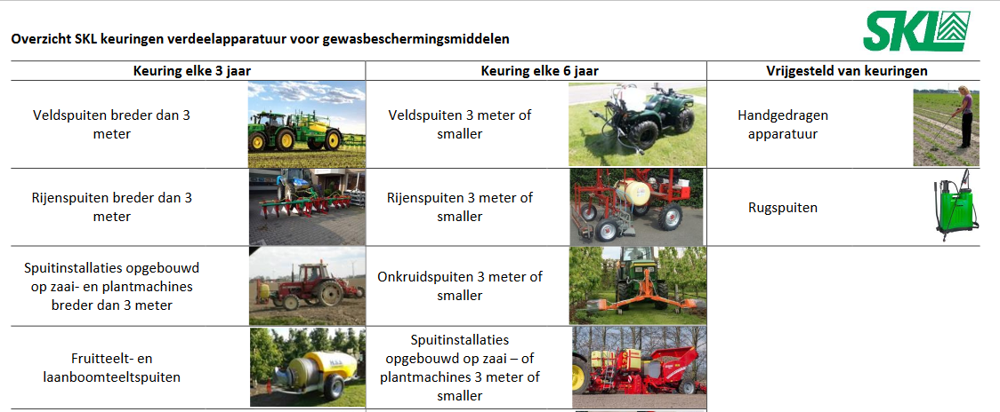 SKL
Overzicht SKL keuringen verdeelapparatuur voor gewasbeschermingsmiddelen
Keuring elke 3 jaar
Keuring elke 6 jaar
Vrijgesteld van keuringen
Veldspuiten breder dan 3
meter
Veldspuiten 3 meter of
smaller
Handgedragen
apparatuur
Rijenspuiten breder dan 3
meter
Rijenspuiten 3 meter of
smaller
Rugspuiten
Spuitinstallaties opgebouwd
op zaai- en plantmachines
breder dan 3 meter
Onkruidspuiten 3 meter of
smaller
Fruitteelt- en
laanboomteeltspuiten
Spuitinstallaties
opgebouwd op zaai – of
plantmachines 3 meter of
smaller